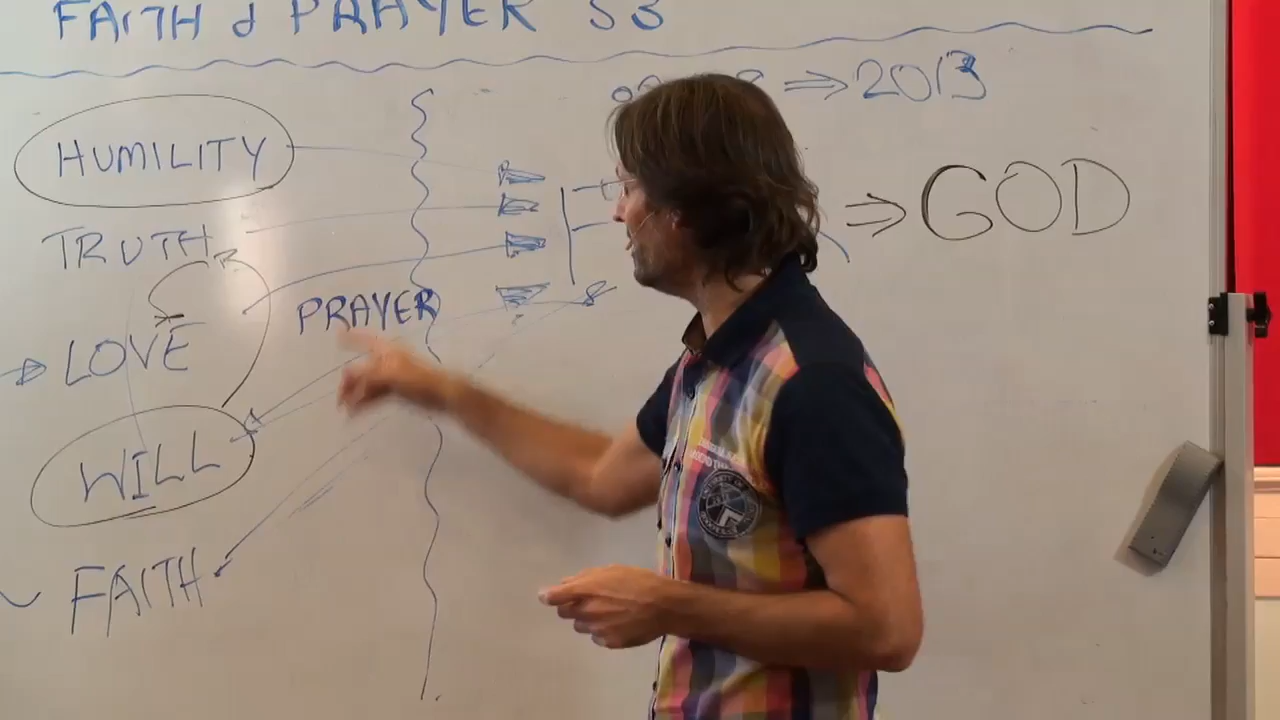 FAITH & PRAYER S3
⇒ 2013
HUMILITY
⇒ GOD
TRUTH
PRAYER
LOVE
WILL
FAITH